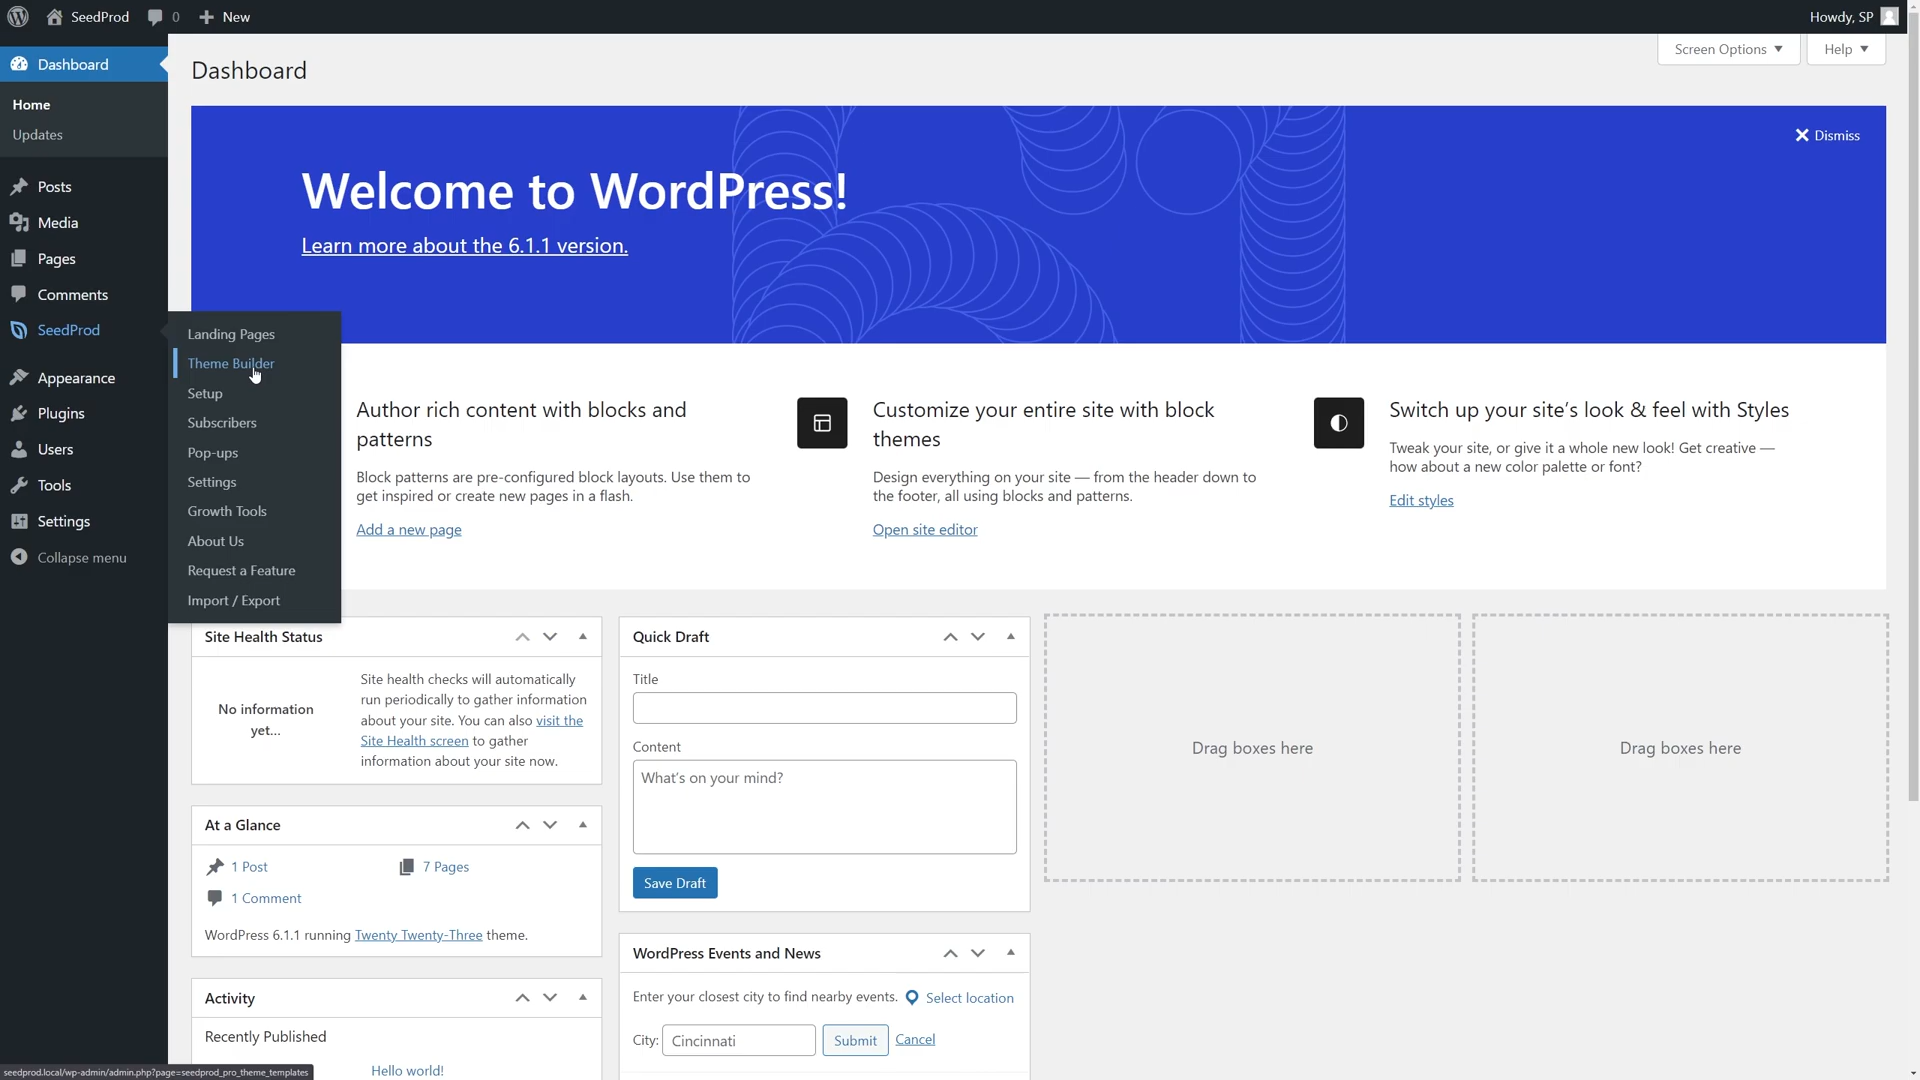 SeedProd
0
New
Howdy, SP
Screen Options
Help
Dashboard
Home
Updates
Posts
Media
Pages
Comments
SeedProd
Appearance
Plugins
Users
Tools
Settings
Collapse menu
Landing Pages
Theme Builder
Setup
Subscribers
Pop-ups
Settings
Growth Tools
About Us
Request a Feature
Import / Export
Dashboard
Dismiss
Welcome to WordPress!
Learn more about the 6.1.1 version.
Author rich content with blocks and
patterns
Block patterns are pre-configured block layouts. Use them to
get inspired or create new pages in a flash.
Add a new page
Customize your entire site with block
themes
Design everything on your site — from the header down to
the footer, all using blocks and patterns.
Open site editor
Switch up your site’s look & feel with Styles
Tweak your site, or give it a whole new look! Get creative —
how about a new color palette or font?
Edit styles
Site Health Status
No information
yet...
Site health checks will automatically
run periodically to gather information
about your site. You can also visit the
Site Health screen to gather
information about your site now.
At a Glance
1 Post
7 Pages
1 Comment
WordPress 6.1.1 running Twenty Twenty-Three theme.
Activity
Recently Published
Hello world!
Quick Draft
Title
Content
What’s on your mind?
Save Draft
WordPress Events and News
Enter your closest city to find nearby events.
Select location
City:
Cincinnati
Submit
Cancel
Drag boxes here
Drag boxes here
seedprod.local/wp-admin/admin.php?page=seedprod_pro_theme_templates